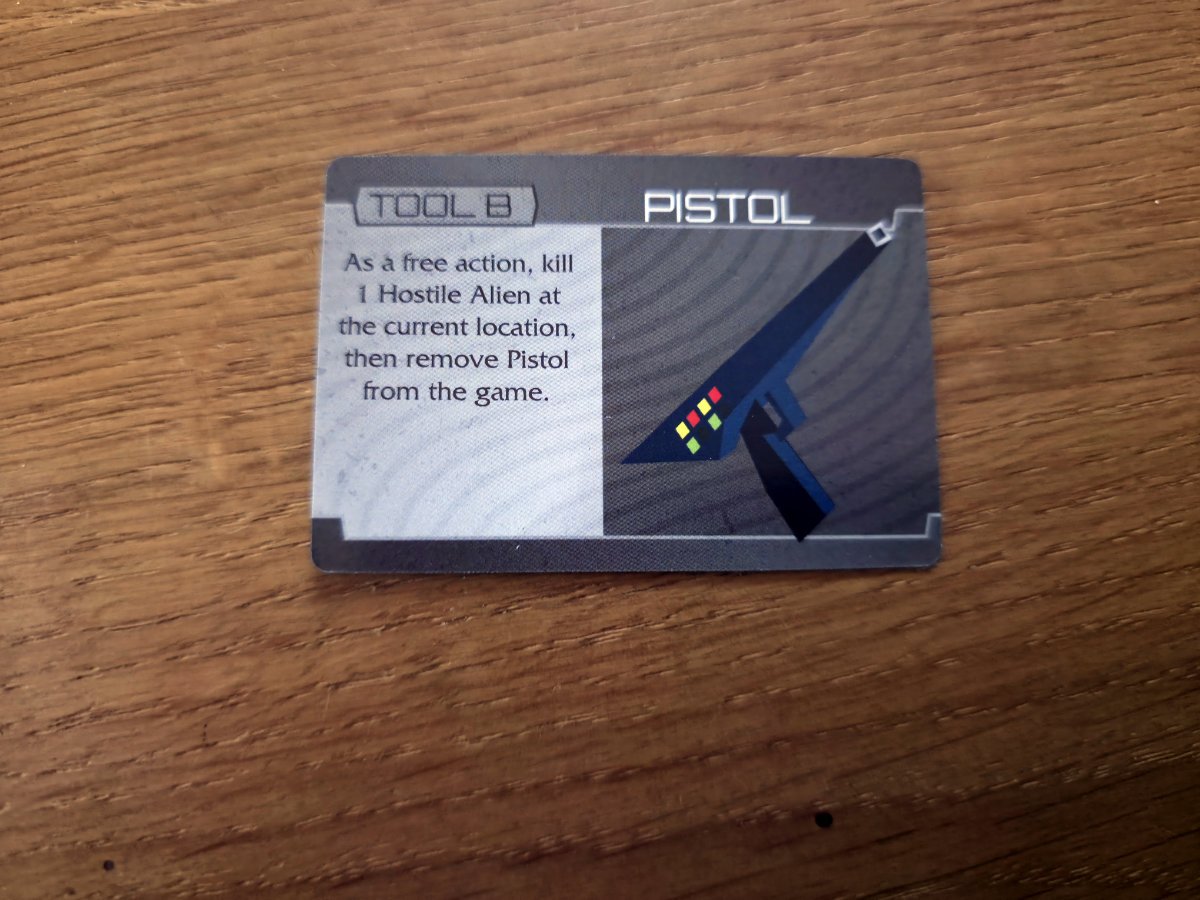 TOOL B
PISTOL
As a free action, kill
1 Hostile Alien at
the current location,
then remove Pistol
from the game.